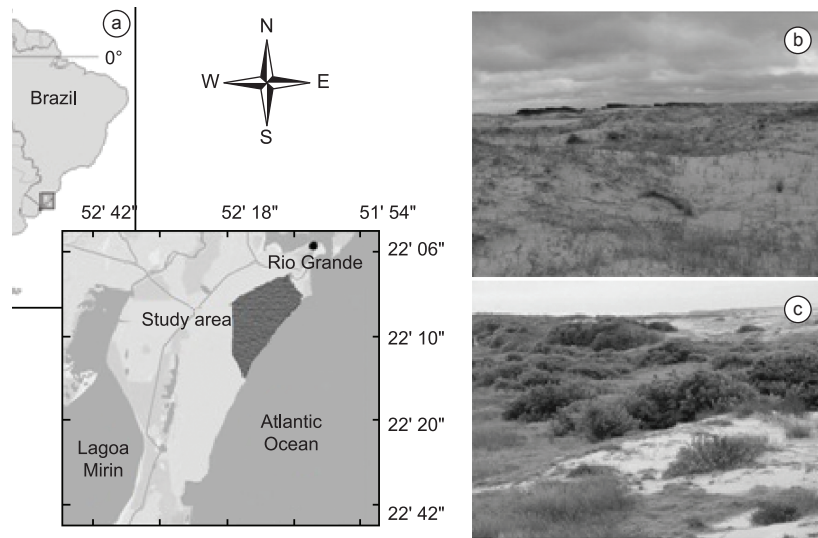 a
0°
Brazil
N
W E
S
52' 42" 52' 18" 51' 54"
22' 06"
Rio Grande
Study area
22' 10"
Atlantic
Ocean
22' 20"
Lagoa
Mirin
22' 42"
b
c